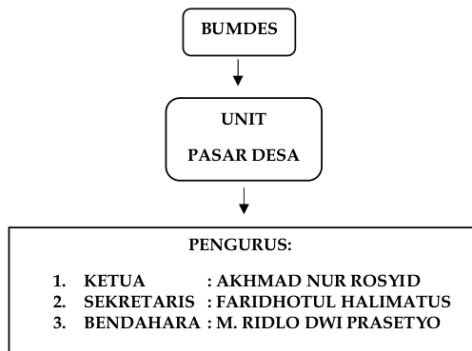 BUMDES
UNIT
PASAR DESA
PENGURUS:
1. KETUA : AKHMAD NUR ROSYID
2. SEKRETARIS : FARIDHOTUL HALIMATUS
3. BENDAHARA : M. RIDLO DWI PRASETYO